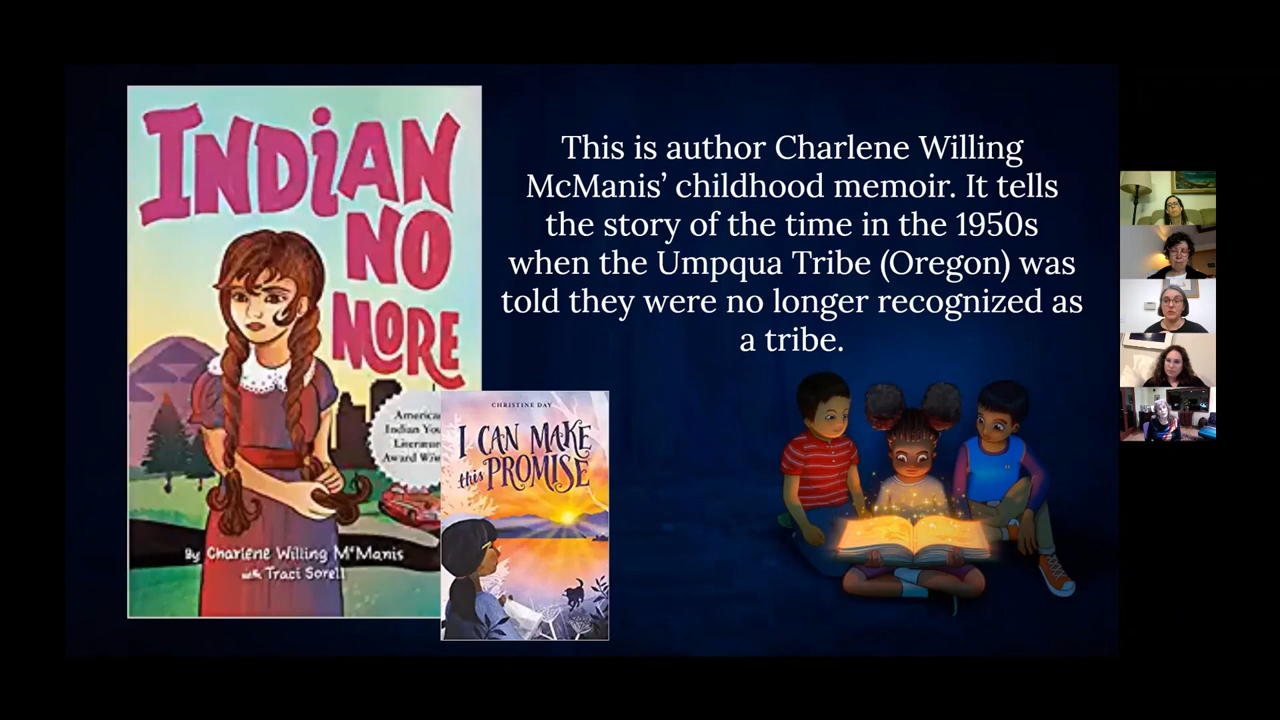 INDIAN
NO
MORE
American
Indian You
Literature
Award Win
By Charlene Willing McManis
with Traci Sorell
CHRISTINE DAY
I CAN MAKE
this PROMISE
This is author Charlene Willing
McManis’ childhood memoir. It tells
the story of the time in the 1950s
when the Umpqua Tribe (Oregon) was
told they were no longer recognized as
a tribe.